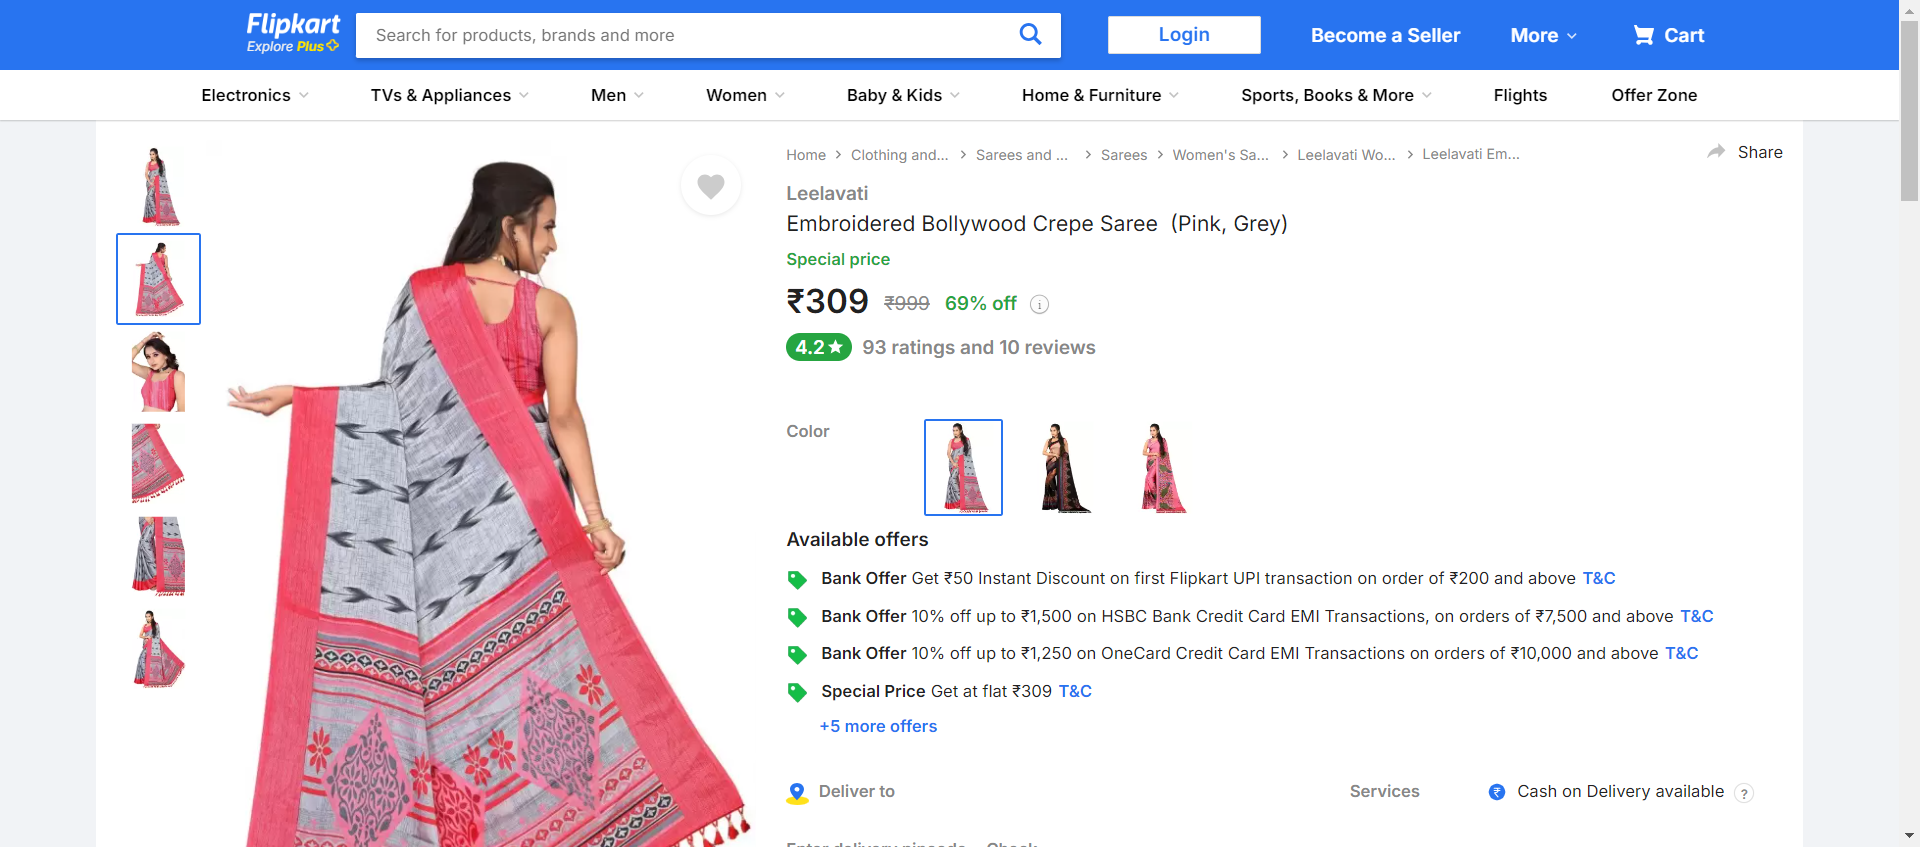 Flipkart
Explore Plus
Search for products, brands and more
Login
Become a Seller
More
Cart
Electronics
TVs & Appliances
Men
Women
Baby & Kids
Home & Furniture
Sports, Books & More
Flights
Offer Zone
Home
Clothing and...
Sarees and ...
Sarees
Women's Sa...
Leelavati Wo...
Leelavati Em...
Share
Leelavati
Embroidered Bollywood Crepe Saree (Pink, Grey)
Special price
₹309 ₹999 69% off
4.2★ 93 ratings and 10 reviews
Color
Available offers
Bank Offer Get ₹50 Instant Discount on first Flipkart UPI transaction on order of ₹200 and above T&C
Bank Offer 10% off up to ₹1,500 on HSBC Bank Credit Card EMI Transactions, on orders of ₹7,500 and above T&C
Bank Offer 10% off up to ₹1,250 on OneCard Credit Card EMI Transactions on orders of ₹10,000 and above T&C
Special Price Get at flat ₹309 T&C
+5 more offers
Deliver to
Services
₹ Cash on Delivery available ?
Enter delivery pincode Check